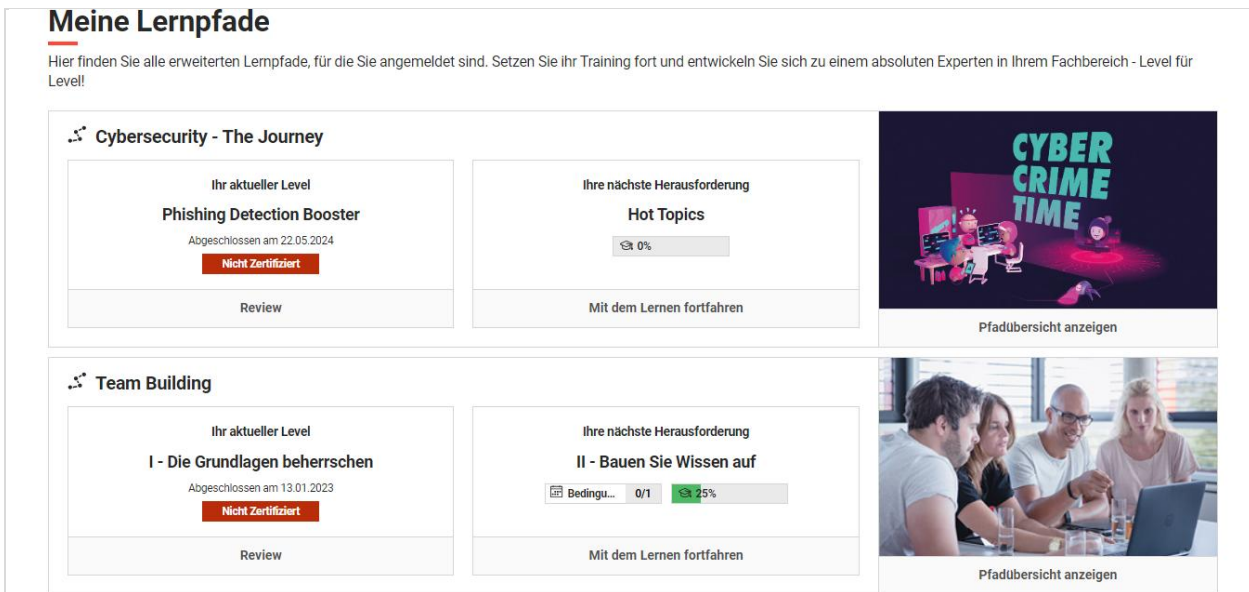 Meine Lernpfade
Hier finden Sie alle erweiterten Lernpfade, für die Sie angemeldet sind. Setzen Sie ihr Training fort und entwickeln Sie sich zu einem absoluten Experten in Ihrem Fachbereich - Level für
Level!
Cybersecurity - The Journey
Ihr aktueller Level
Phishing Detection Booster
Abgeschlossen am 22.05.2024
Nicht Zertifiziert
Review
Ihre nächste Herausforderung
Hot Topics
0%
Mit dem Lernen fortfahren
CYBER
CRIME
TIME
Pfadübersicht anzeigen
Team Building
Ihr aktueller Level
I - Die Grundlagen beherrschen
Abgeschlossen am 13.01.2023
Nicht Zertifiziert
Review
Ihre nächste Herausforderung
II - Bauen Sie Wissen auf
Bedingu... 0/1 25%
Mit dem Lernen fortfahren
Pfadübersicht anzeigen